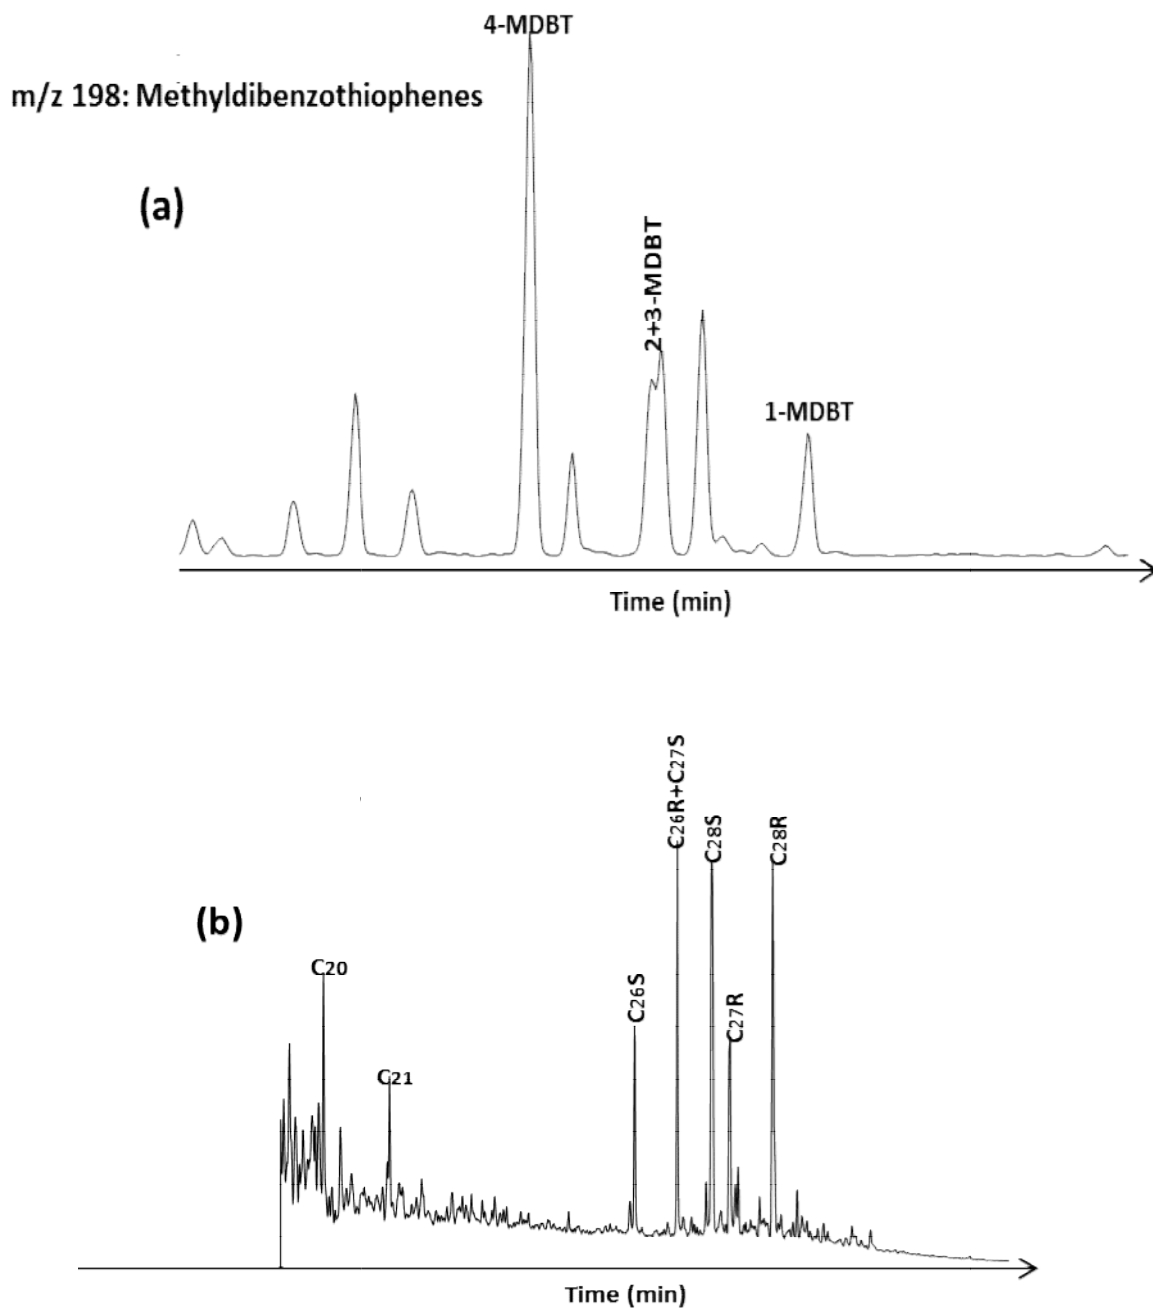 4-MDBT
m/z 198: Methyldibenzothiophenes
(a)
2+3-MDBT
1-MDBT
Time (min)
C26R+C27S
C28S
C28R
(b)
C20
C26S
C27R
C21
Time (min)